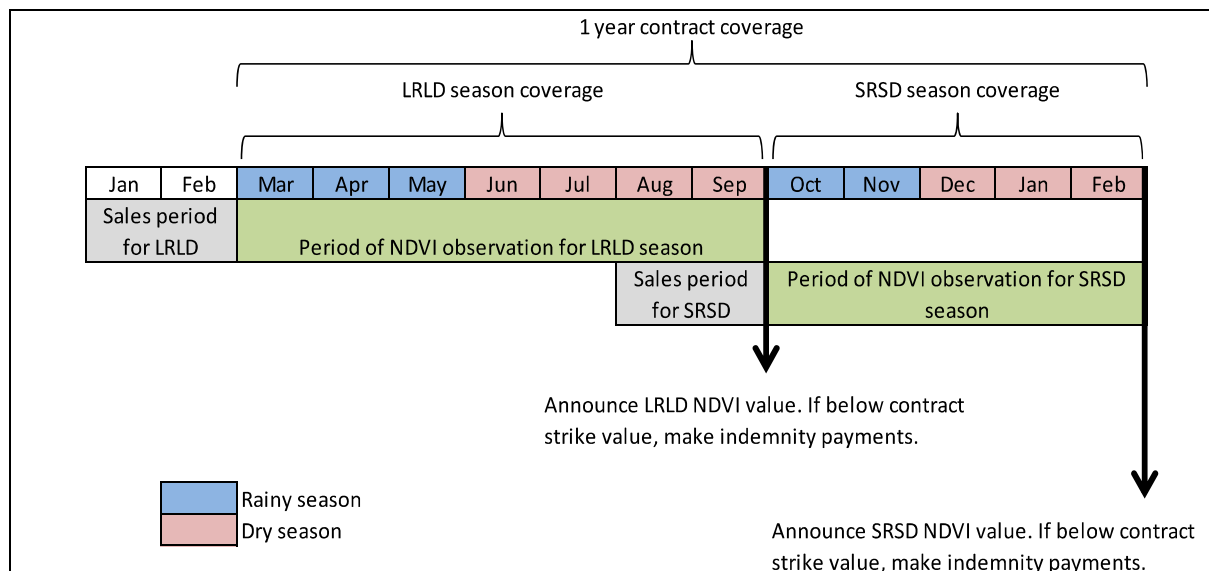 1 year contract coverage
LRLD season coverage
SRSD season coverage
Jan Feb Mar Apr May Jun Jul Aug Sep Oct Nov Dec Jan Feb
Sales period
for LRLD
Period of NDVI observation for LRLD season
Sales period
for SRSD
Period of NDVI observation for SRSD
season
Announce LRLD NDVI value. If below contract
strike value, make indemnity payments.
Rainy season
Dry season
Announce SRSD NDVI value. If below contract
strike value, make indemnity payments.